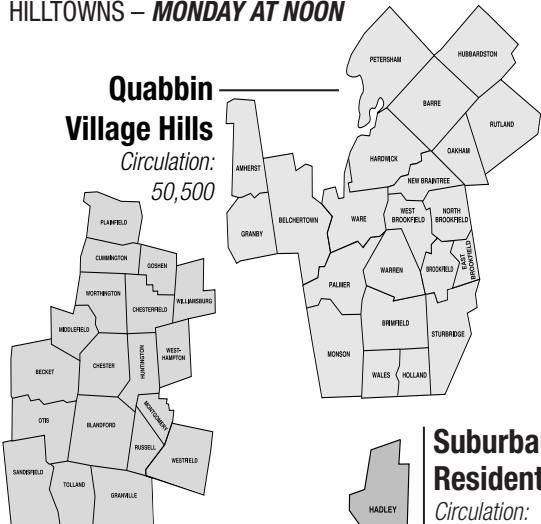 HILLTOWNS – MONDAY AT NOON
Quabbin
Village Hills
Circulation:
50,500
PETERSHAM
HUBBARDSTON
BARRE
RUTLAND
OAKHAM
HARDWICK
NEW BRAINTREE
AMHERST
BELCHERTOWN
GRANBY
WARE
WEST
BROOKFIELD
NORTH
BROOKFIELD
PALMER
WARREN
BROOKFIELD
EAST
BROOKFIELD
MONSON
BRIMFIELD
STURBRIDGE
WALES
HOLLAND
PLAINFIELD
CUMMINGTON
GOSHEN
WORTHINGTON
CHESTERFIELD
WILLIAMSBURG
MIDDLEFIELD
BECKET
CHESTER
HUNTINGTON
WEST-
HAMPTON
OTIS
BLANDFORD
MONTGOMERY
RUSSELL
WESTFIELD
SANDISFIELD
TOLLAND
GRANVILLE
HADLEY
Suburba
Resident
Circulation: